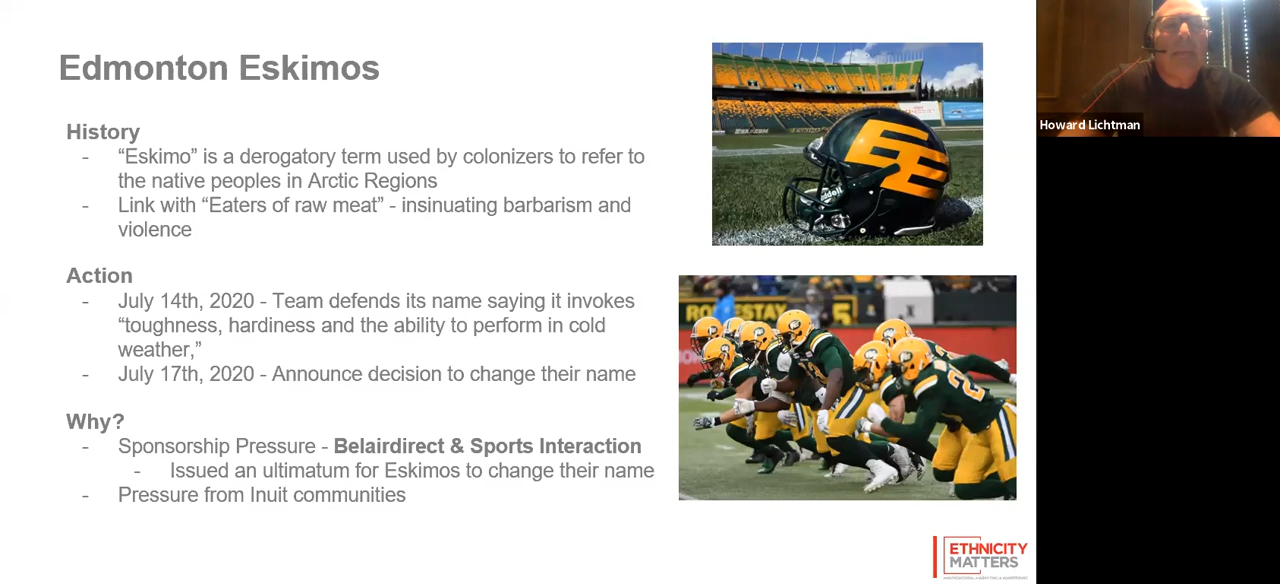 Edmonton Eskimos
History
- “Eskimo” is a derogatory term used by colonizers to refer to
the native peoples in Arctic Regions
- Link with “Eaters of raw meat” - insinuating barbarism and
violence
Action
- July 14th, 2020 - Team defends its name saying it invokes
“toughness, hardiness and the ability to perform in cold
weather,”
- July 17th, 2020 - Announce decision to change their name
Why?
- Sponsorship Pressure - Belairdirect & Sports Interaction
- Issued an ultimatum for Eskimos to change their name
- Pressure from Inuit communities
EE
Riddell
Howard Lichtman
ETHNICITY
MATTERS